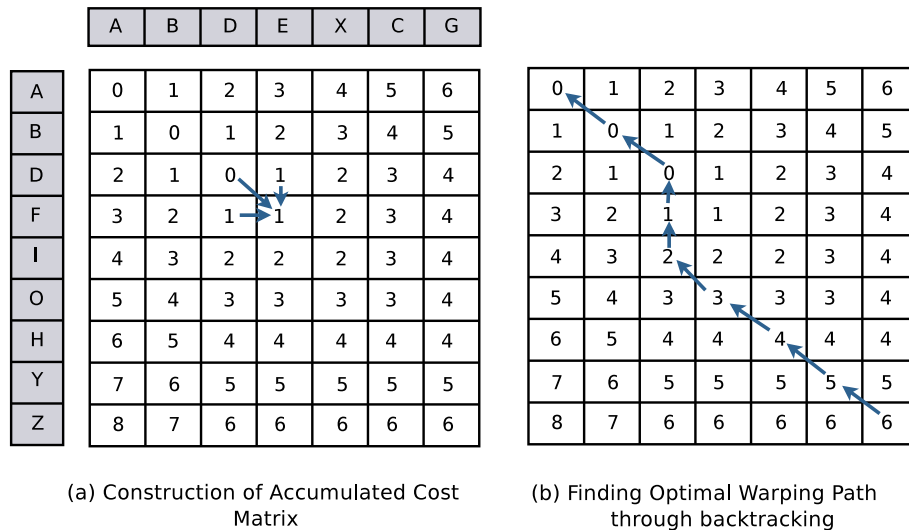 A B D E X C G
A 0 1 2 3 4 5 6 0 1 2 3 4 5 6
B 1 0 1 2 3 4 5 1 0 1 2 3 4 5
D 2 1 0 1 2 3 4 2 1 0 1 2 3 4
F 3 2 1 1 2 3 4 3 2 1 1 2 3 4
I 4 3 2 2 2 3 4 4 3 2 2 2 3 4
O 5 4 3 3 3 3 4 5 4 3 3 3 3 4
H 6 5 4 4 4 4 4 6 5 4 4 4 4 4
Y 7 6 5 5 5 5 5 7 6 5 5 5 5 5
Z 8 7 6 6 6 6 6 8 7 6 6 6 6 6
(a) Construction of Accumulated Cost
Matrix
(b) Finding Optimal Warping Path
through backtracking